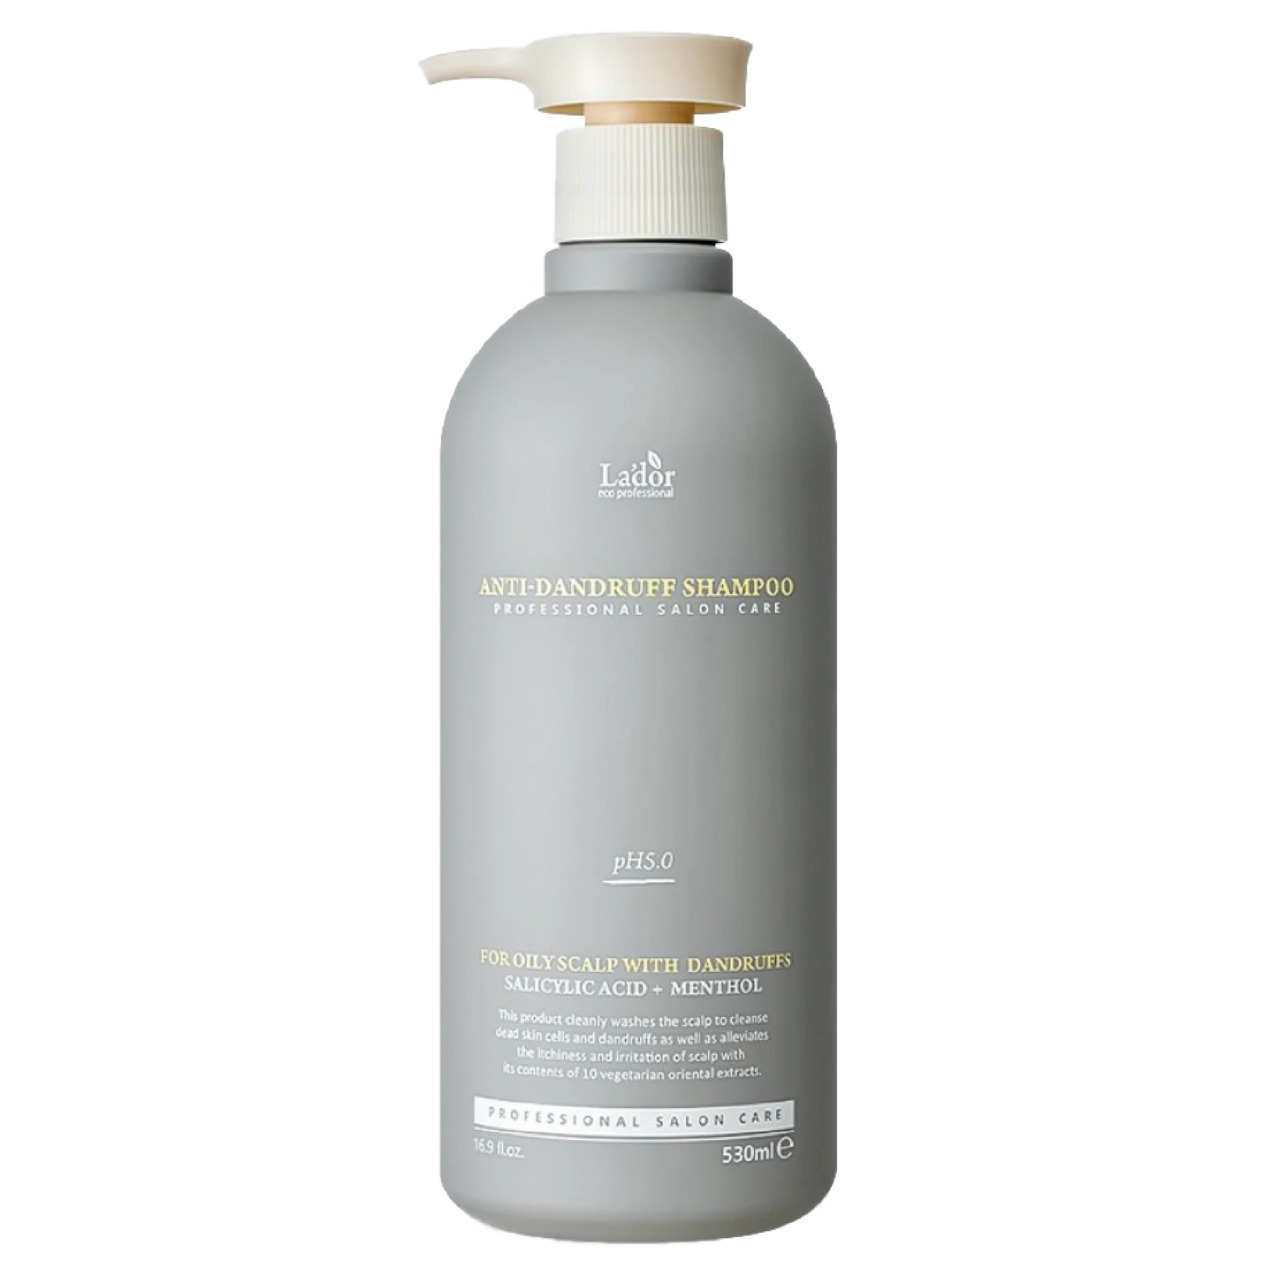 La'dor
eco professional
ANTI-DANDRUFF SHAMPOO
PROFESSIONAL SALON CARE
pH5.0
FOR OILY SCALP WITH DANDRUFFS
SALICYLIC ACID + MENTHOL
This product cleanly washes the scalp to cleanse
dead skin cells and dandruffs as well as alleviates
the itchiness and irritation of scalp with
its contents of 10 vegetarian oriental extracts.
PROFESSIONAL SALON CARE
16.9 fl.oz. 530ml℮